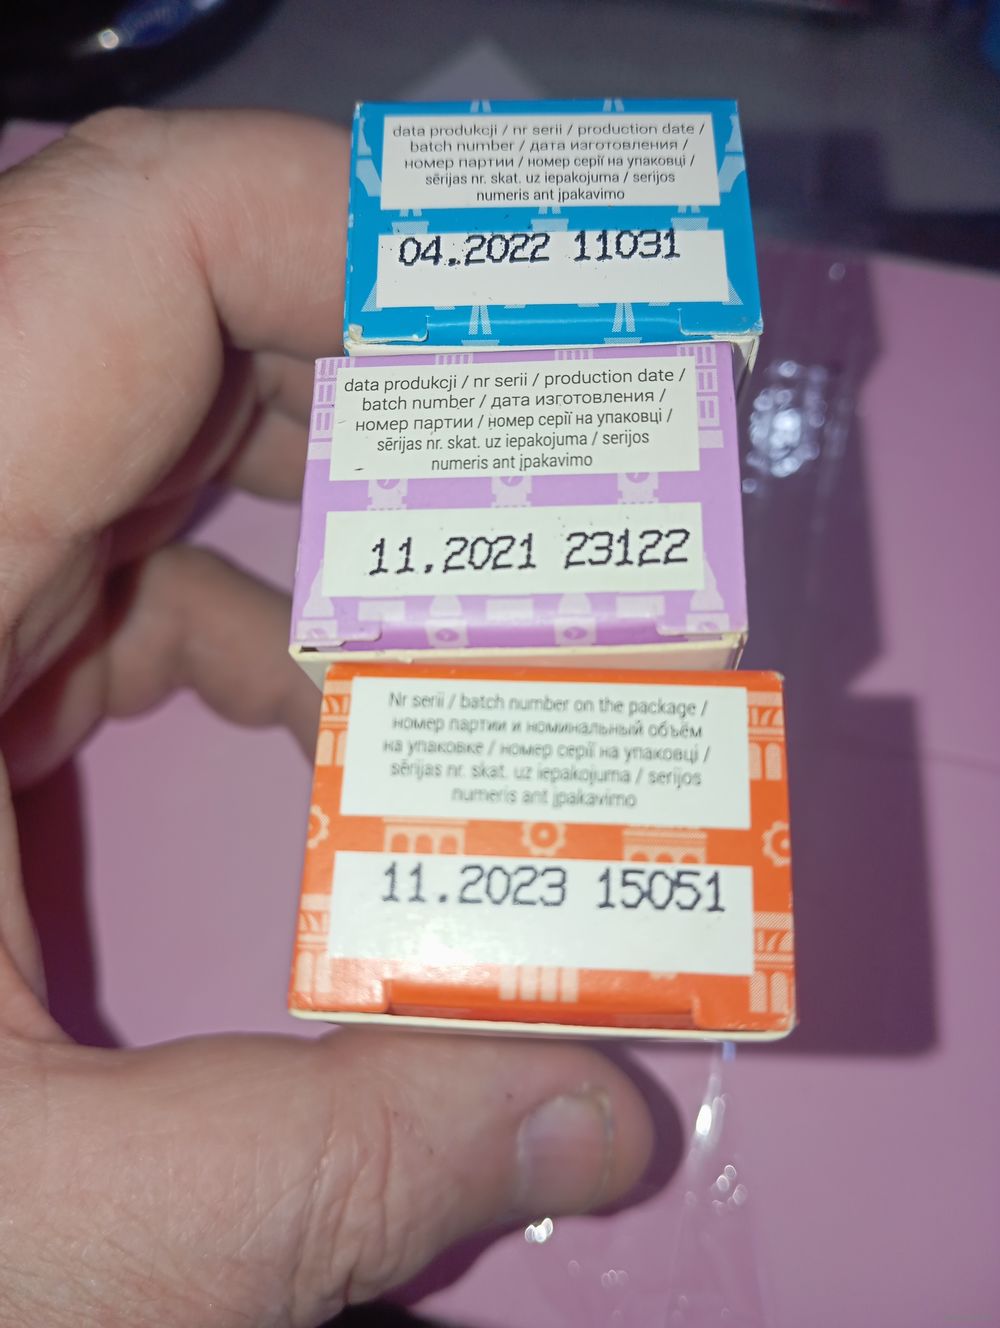 data produkcji / nr serii / production date /
batch number / дата изготовления /
номер партии / номер серії на упаковці /
sērijas nr. skat. uz iepakojuma / serijos
numeris ant įpakavimo
04.2022 11031
data produkcji / nr serii / production date /
batch number / дата изготовления /
номер партии / номер серії на упаковці /
sērijas nr. skat. uz iepakojuma / serijos
numeris ant įpakavimo
11.2021 23122
Nr serii / batch number on the package /
номер партии и номинальный объём
на упаковке / номер серії на упаковці /
sērijas nr. skat. uz iepakojuma / serijos
numeris ant įpakavimo
11.2023 15051